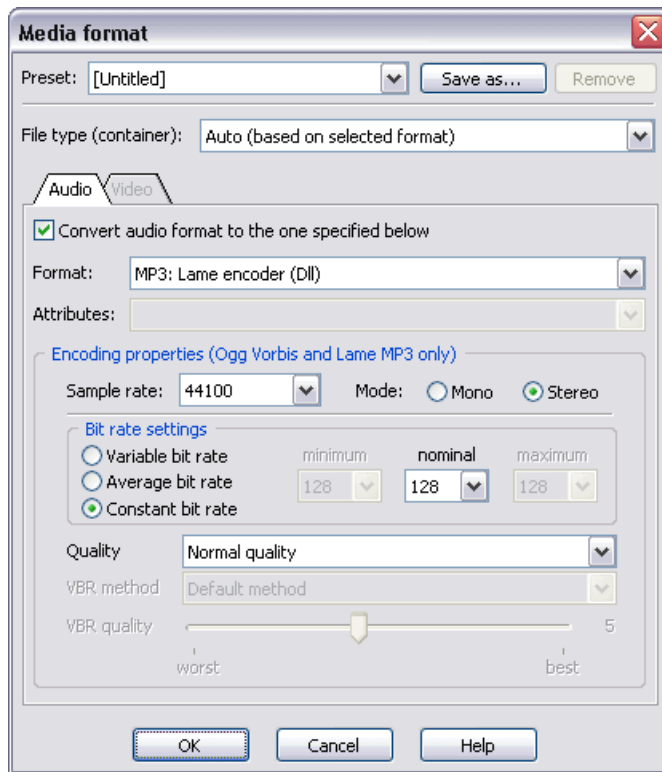 Media format
Preset: [Untitled] Save as... Remove
File type (container): Auto (based on selected format)
Audio Video
Convert audio format to the one specified below
Format: MP3: Lame encoder (Dll)
Attributes:
Encoding properties (Ogg Vorbis and Lame MP3 only)
Sample rate: 44100 Mode: Mono Stereo
Bit rate settings
Variable bit rate minimum nominal maximum
Average bit rate 128 128 128
Constant bit rate
Quality Normal quality
VBR method Default method
VBR quality 5
worst best
OK Cancel Help